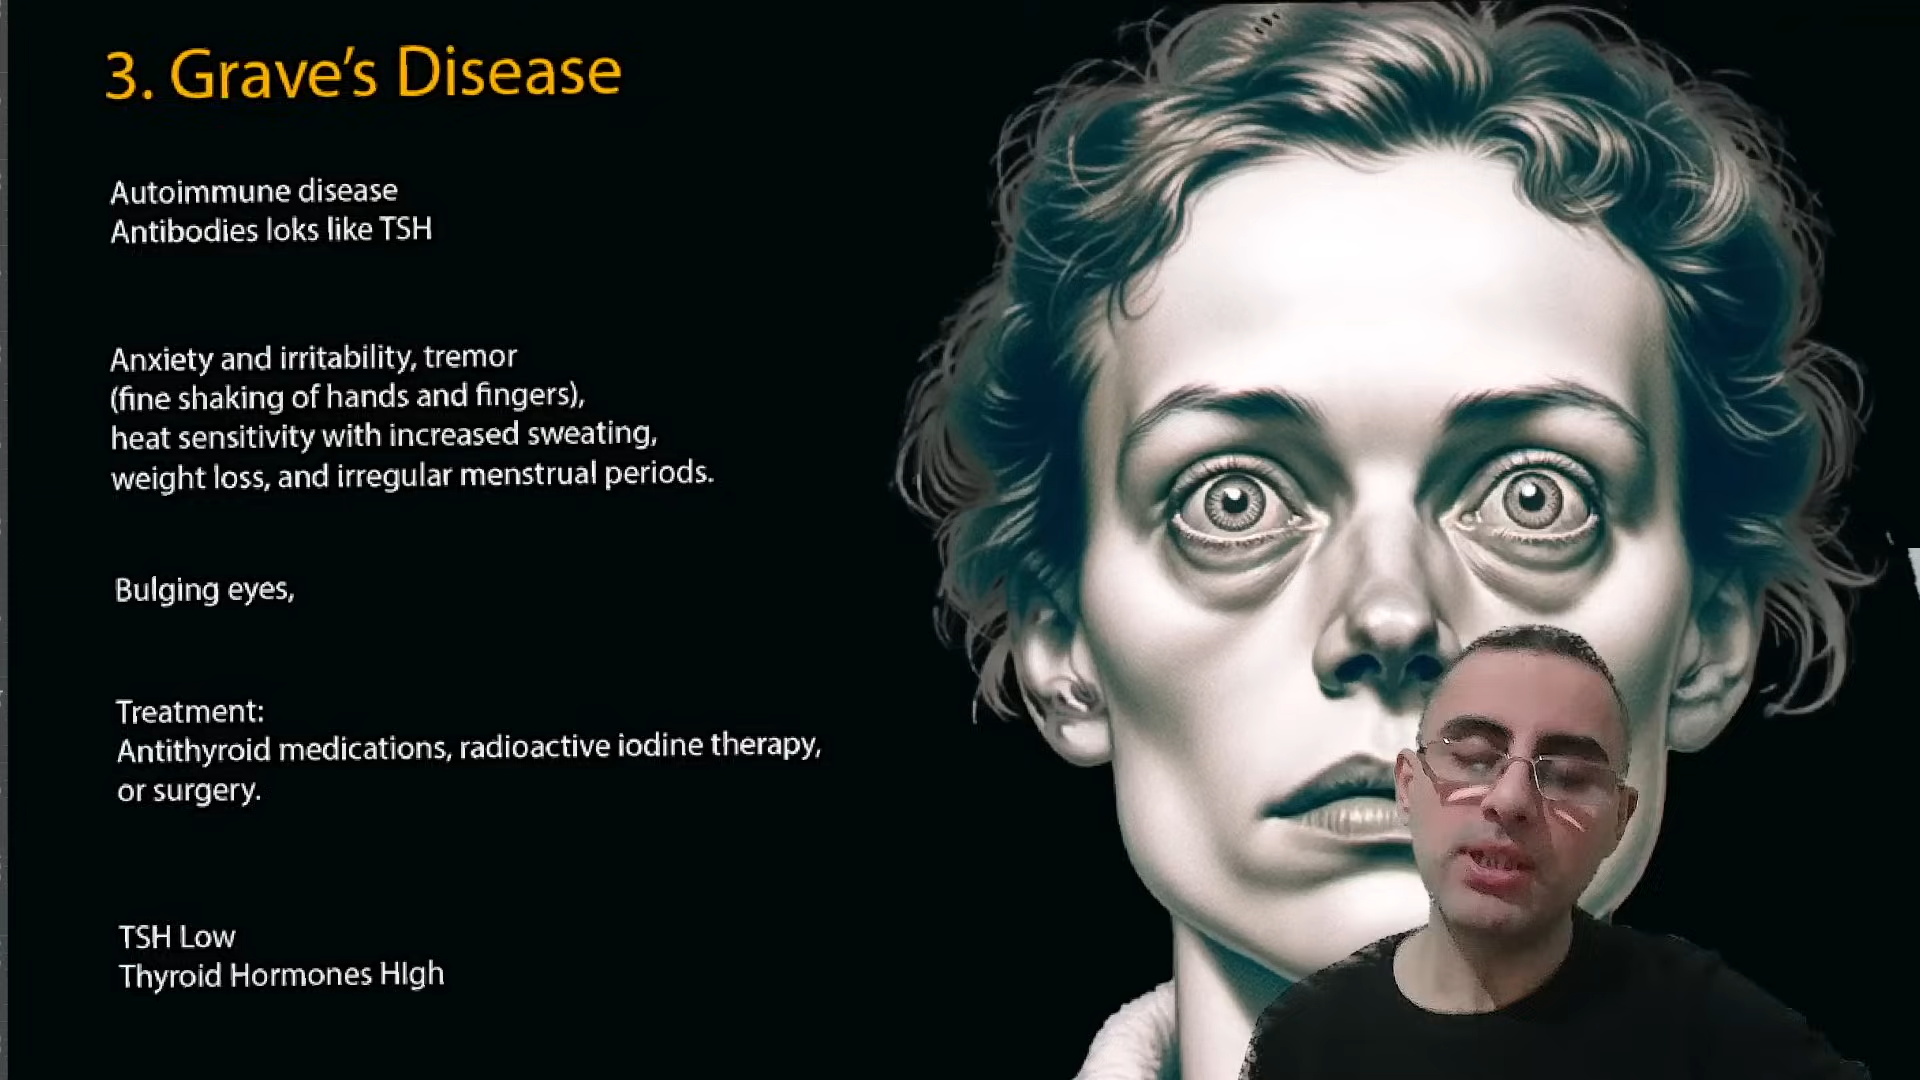 3. Grave's Disease
Autoimmune disease
Antibodies loks like TSH
Anxiety and irritability, tremor
(fine shaking of hands and fingers),
heat sensitivity with increased sweating,
weight loss, and irregular menstrual periods.
Bulging eyes,
Treatment:
Antithyroid medications, radioactive iodine therapy,
or surgery.
TSH Low
Thyroid Hormones HIgh